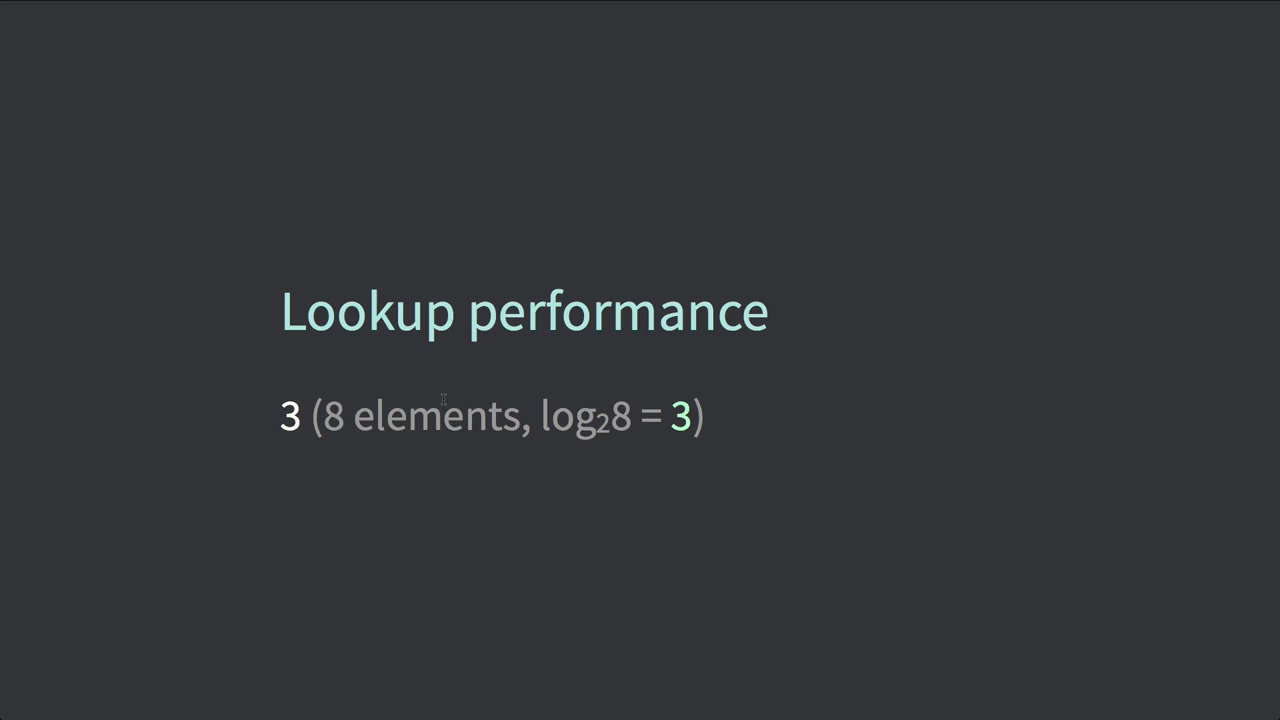 Lookup performance
3 (8 elements, log₂8 = 3)